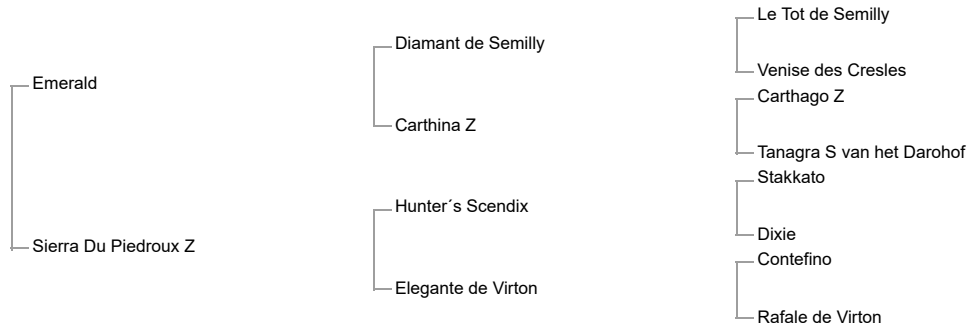 Le Tot de Semilly
Diamant de Semilly
Venise des Cresles
Emerald
Carthago Z
Carthina Z
Tanagra S van het Darohof
Stakkato
Hunter´s Scendix
Dixie
Sierra Du Piedroux Z
Contefino
Elegante de Virton
Rafale de Virton